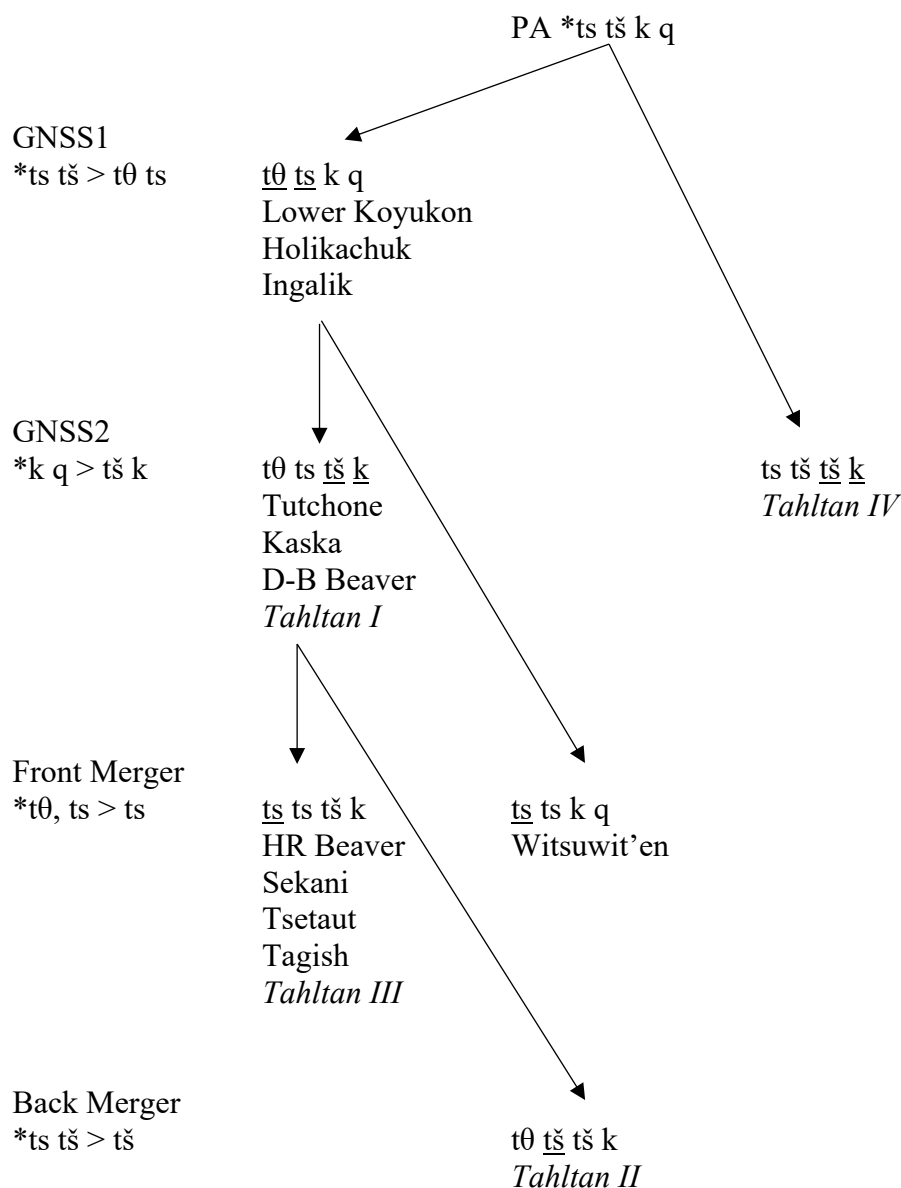 PA *ts tš k q
GNSS1
*ts tš > tθ ts
tθ ts k q
Lower Koyukon
Holikachuk
Ingalik
GNSS2
*k q > tš k
tθ ts tš k
Tutchone
Kaska
D-B Beaver
Tahltan I
ts tš tš k
Tahltan IV
Front Merger
*tθ, ts > ts
ts ts tš k
HR Beaver
Sekani
Tsetaut
Tagish
Tahltan III
ts ts k q
Witsuwit’en
Back Merger
*ts tš > tš
tθ tš tš k
Tahltan II